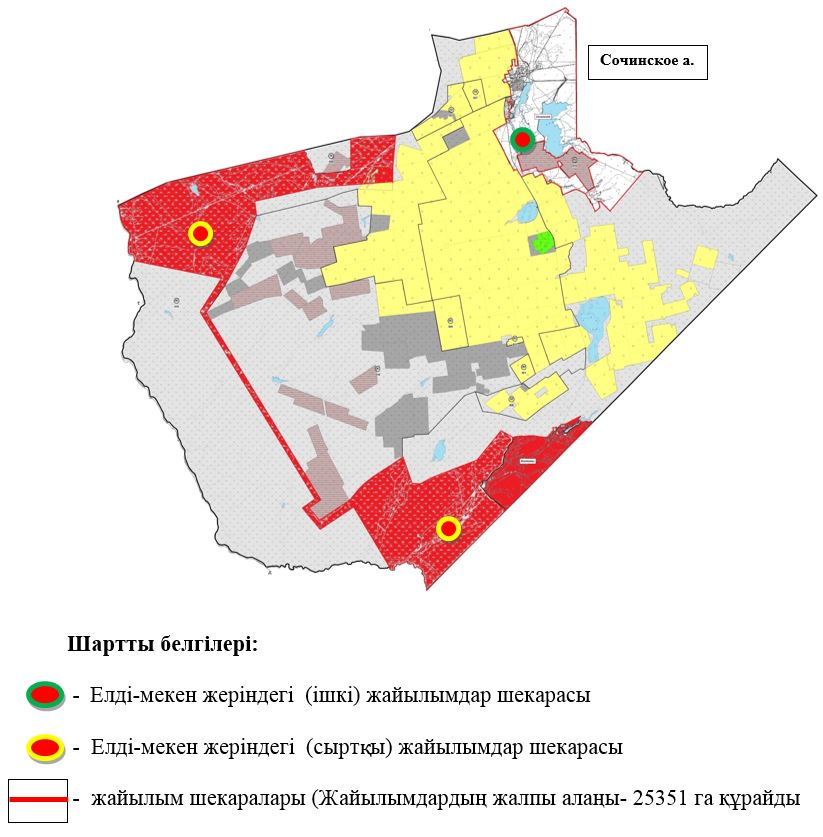 Сочинское а.
Шартты белгілері:
- Елді-мекен жеріндегі (ішкі) жайылымдар шекарасы
- Елді-мекен жеріндегі (сыртқы) жайылымдар шекарасы
- жайылым шекаралары (Жайылымдардың жалпы алаңы- 25351 га құрайды